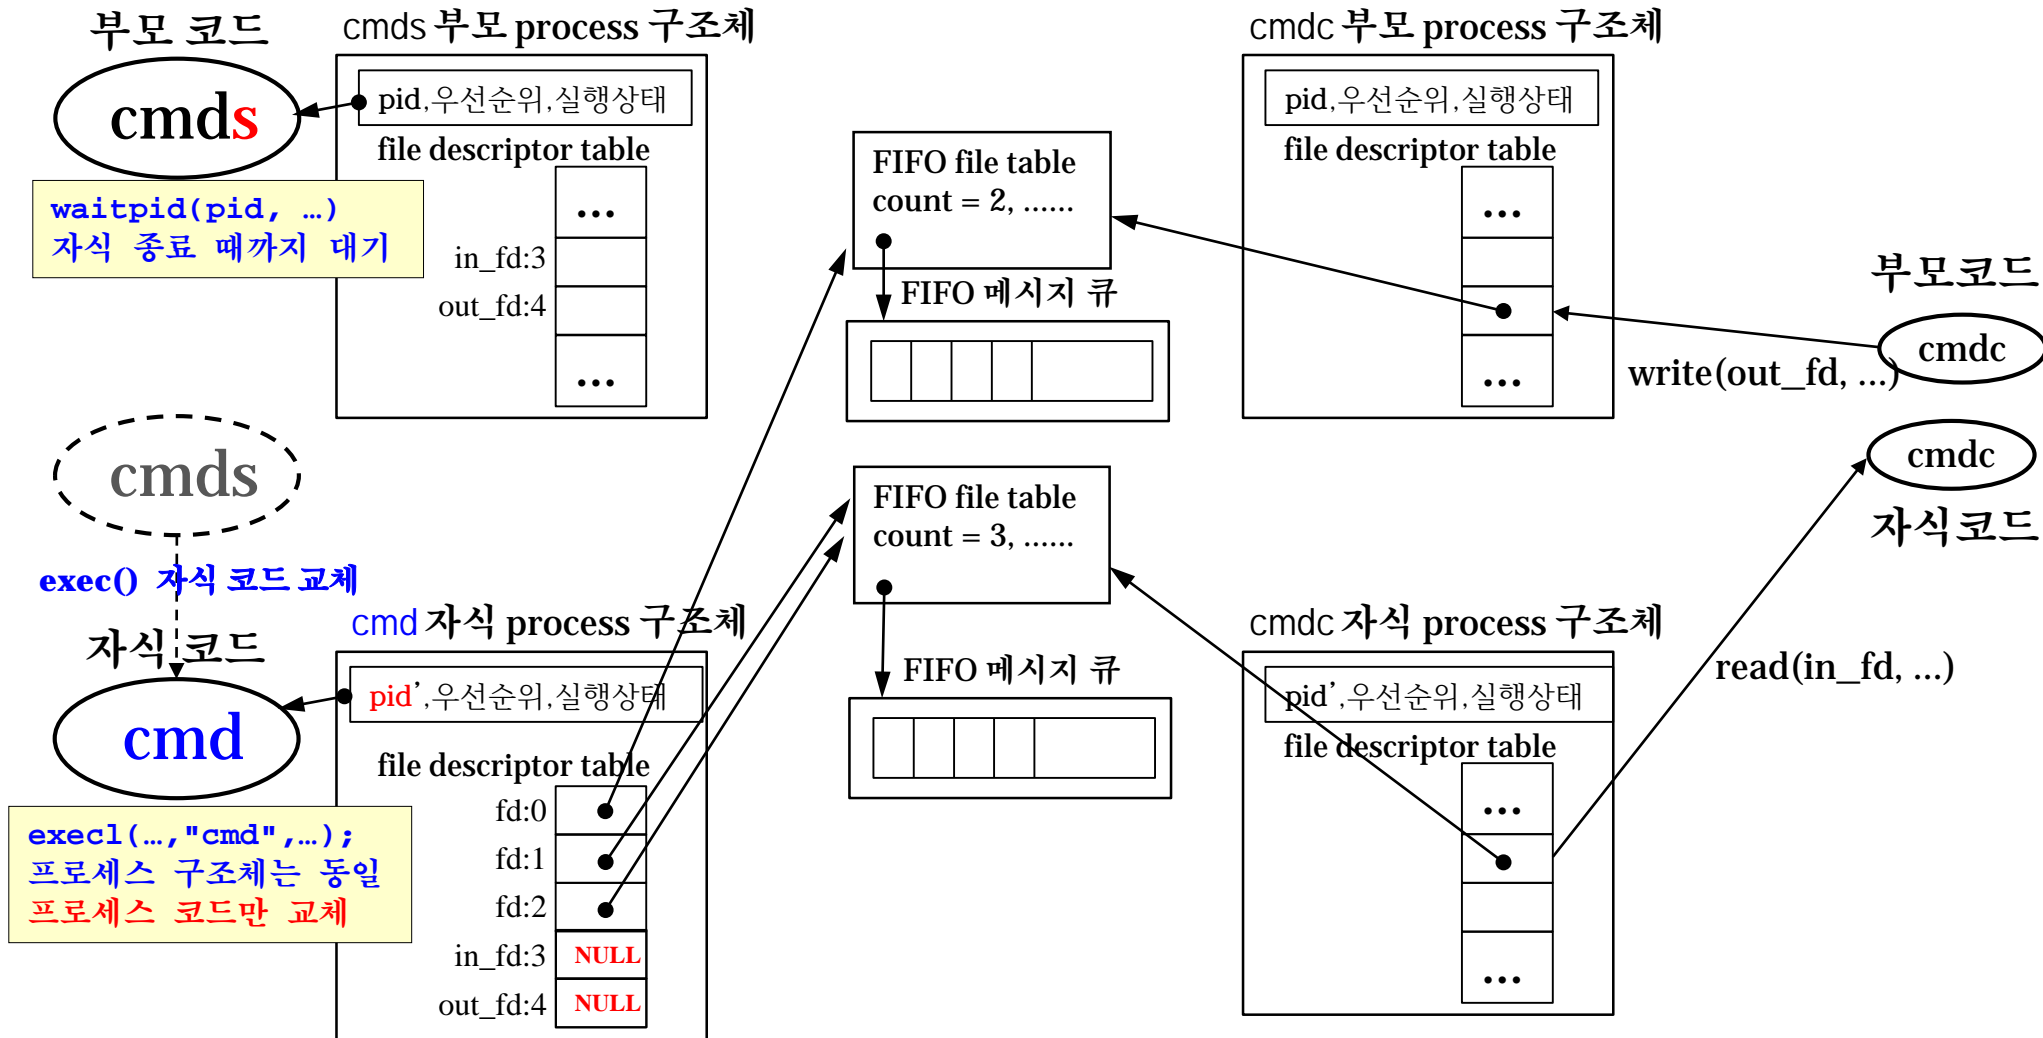 부모 코드
cmds
waitpid(pid, …)
자식 종료 때까지 대기
cmds 부모 process 구조체
pid,우선순위,실행상태
file descriptor table
...
in_fd:3
out_fd:4
...
FIFO file table
count = 2, ......
FIFO 메시지 큐
cmdc 부모 process 구조체
pid,우선순위,실행상태
file descriptor table
...
...
부모코드
cmdc
write(out_fd, ...)
cmds
exec() 자식 코드 교체
자식 코드
cmd
execl(…,"cmd",…);
프로세스 구조체는 동일
프로세스 코드만 교체
cmd 자식 process 구조체
pid’,우선순위,실행상태
file descriptor table
fd:0
fd:1
fd:2
in_fd:3 NULL
out_fd:4 NULL
FIFO file table
count = 3, ......
FIFO 메시지 큐
cmdc 자식 process 구조체
pid’,우선순위,실행상태
file descriptor table
...
...
cmdc
자식코드
read(in_fd, ...)